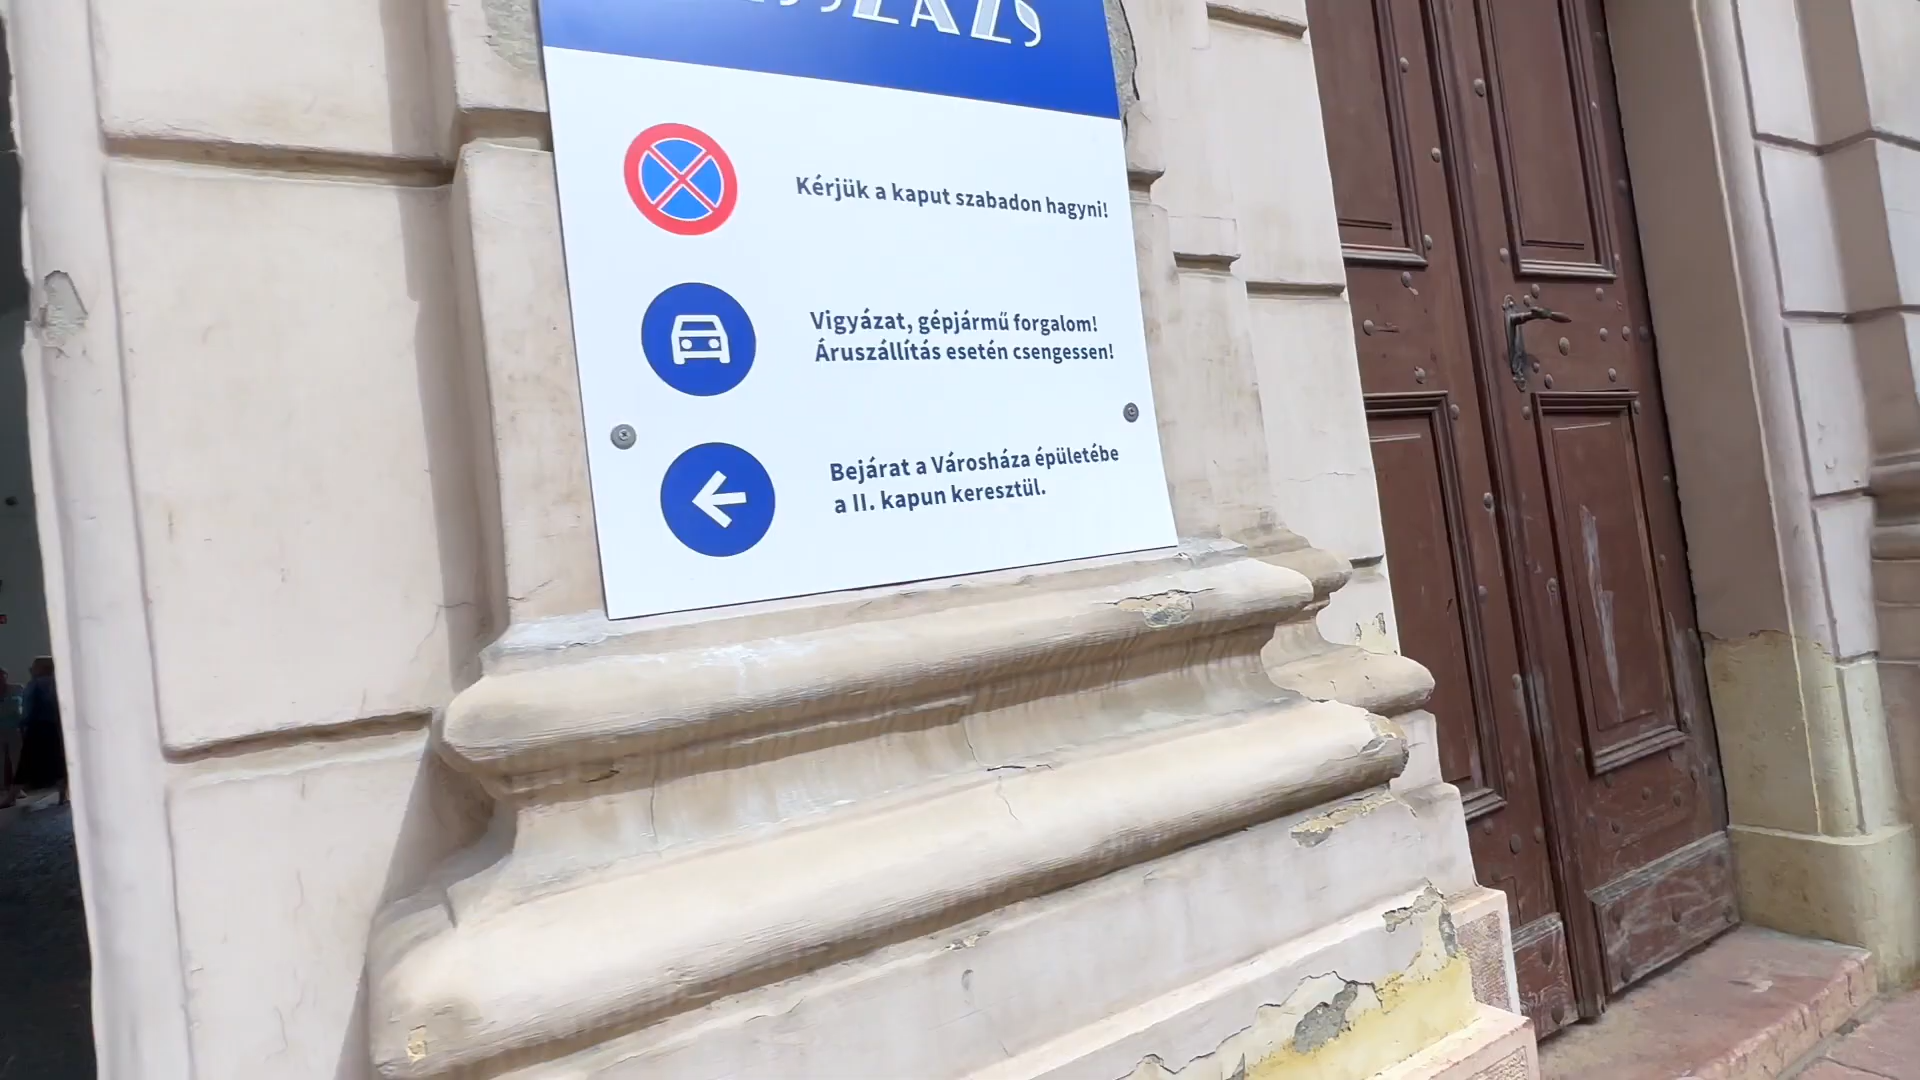 Kérjük a kaput szabadon hagyni!
Vigyázat, gépjármű forgalom!
Áruszállítás esetén csengessen!
Bejárat a Városháza épületébe
a II. kapun keresztül.